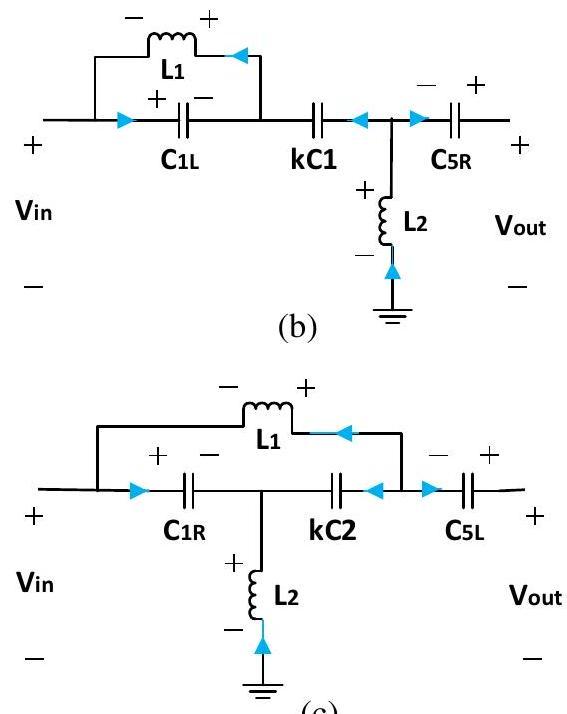 − +
L1
+ − − +
C1L kC1 C5R
+ +
+
Vin L2 Vout
−
− −
(b)
− +
L1
+ − − +
C1R kC2 C5L
+ +
+
Vin L2 Vout
−
− −
(c)